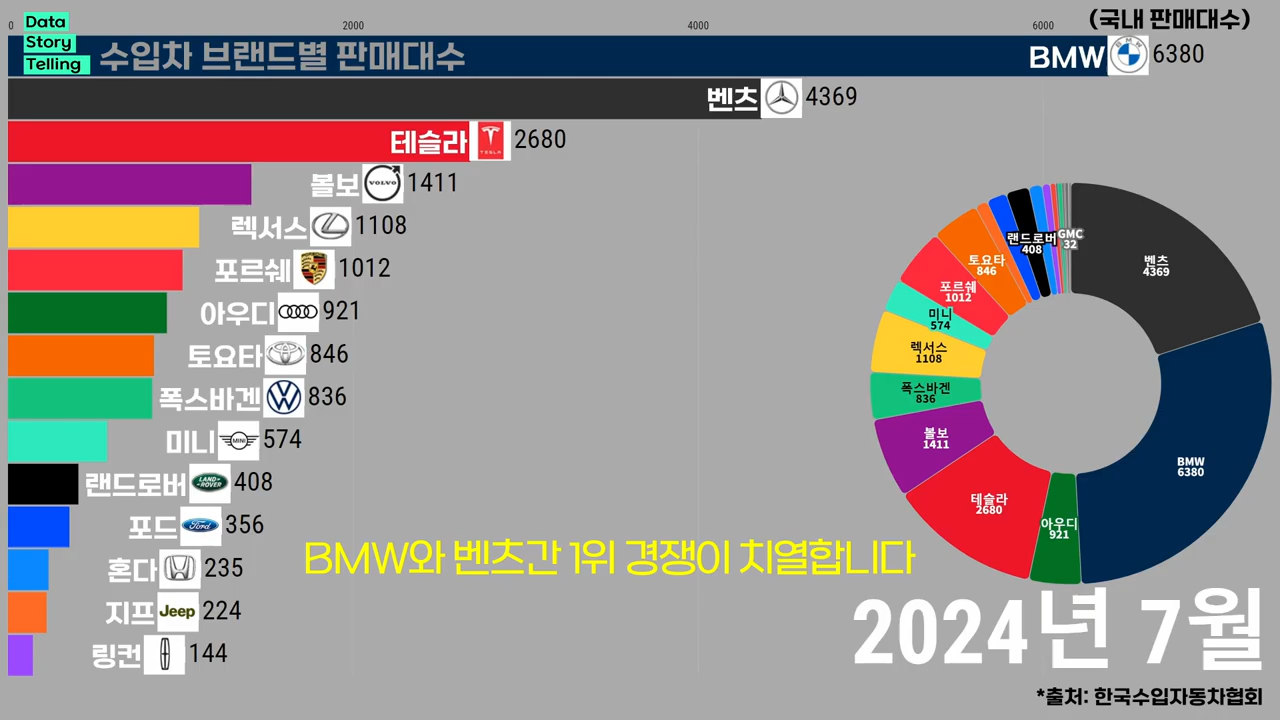 0
2000
4000
6000
(국내 판매대수)
Data
Story
Telling
수입차 브랜드별 판매대수
BMW BMW 6380
벤츠 4369
테슬라 TESLA 2680
볼보 VOLVO 1411
렉서스 1108
포르쉐 1012
아우디 921
토요타 846
폭스바겐 836
미니 MINI 574
랜드로버 LAND-ROVER 408
포드 Ford 356
혼다 235
지프 Jeep 224
링컨 144
벤츠
4369
BMW
6380
아우디
921
테슬라
2680
볼보
1411
폭스바겐
836
렉서스
1108
미니
574
포르쉐
1012
토요타
846
랜드로버
408
GMC
32
BMW와 벤츠간 1위 경쟁이 치열합니다
2024년 7월
*출처: 한국수입자동차협회